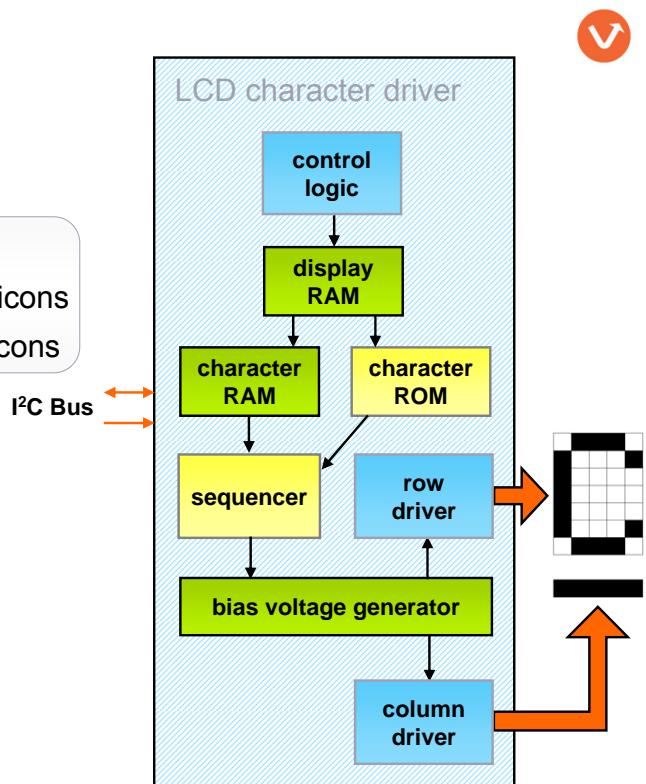 LCD character driver
control
logic
display
RAM
icons
cons
character
RAM
character
ROM
I²C Bus
sequencer
row
driver
bias voltage generator
column
driver